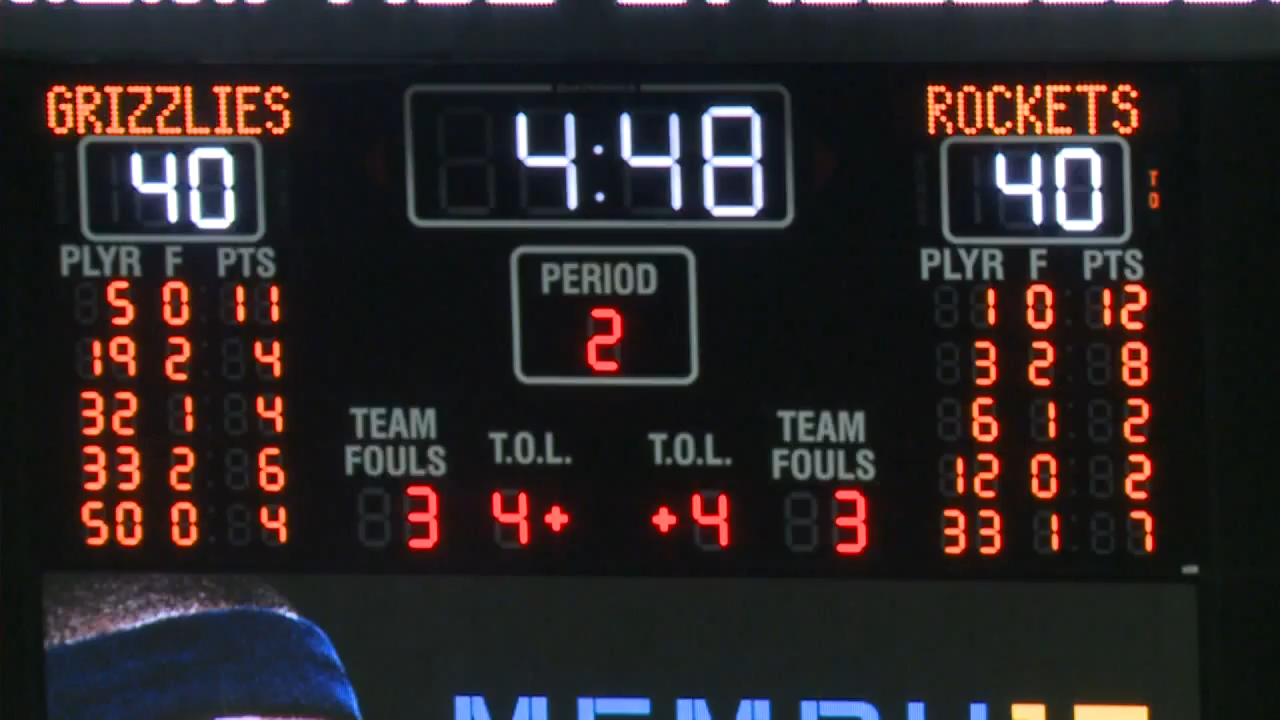 GRIZZLIES 4:48 ROCKETS
40 40 TO
PLYR F PTS PERIOD PLYR F PTS
5 0 11 2 1 0 12
19 2 4 3 2 8
32 1 4 6 1 2
33 2 6 12 0 2
50 0 4 33 1 7
TEAM FOULS T.O.L. T.O.L. TEAM FOULS
3 4+ +4 3